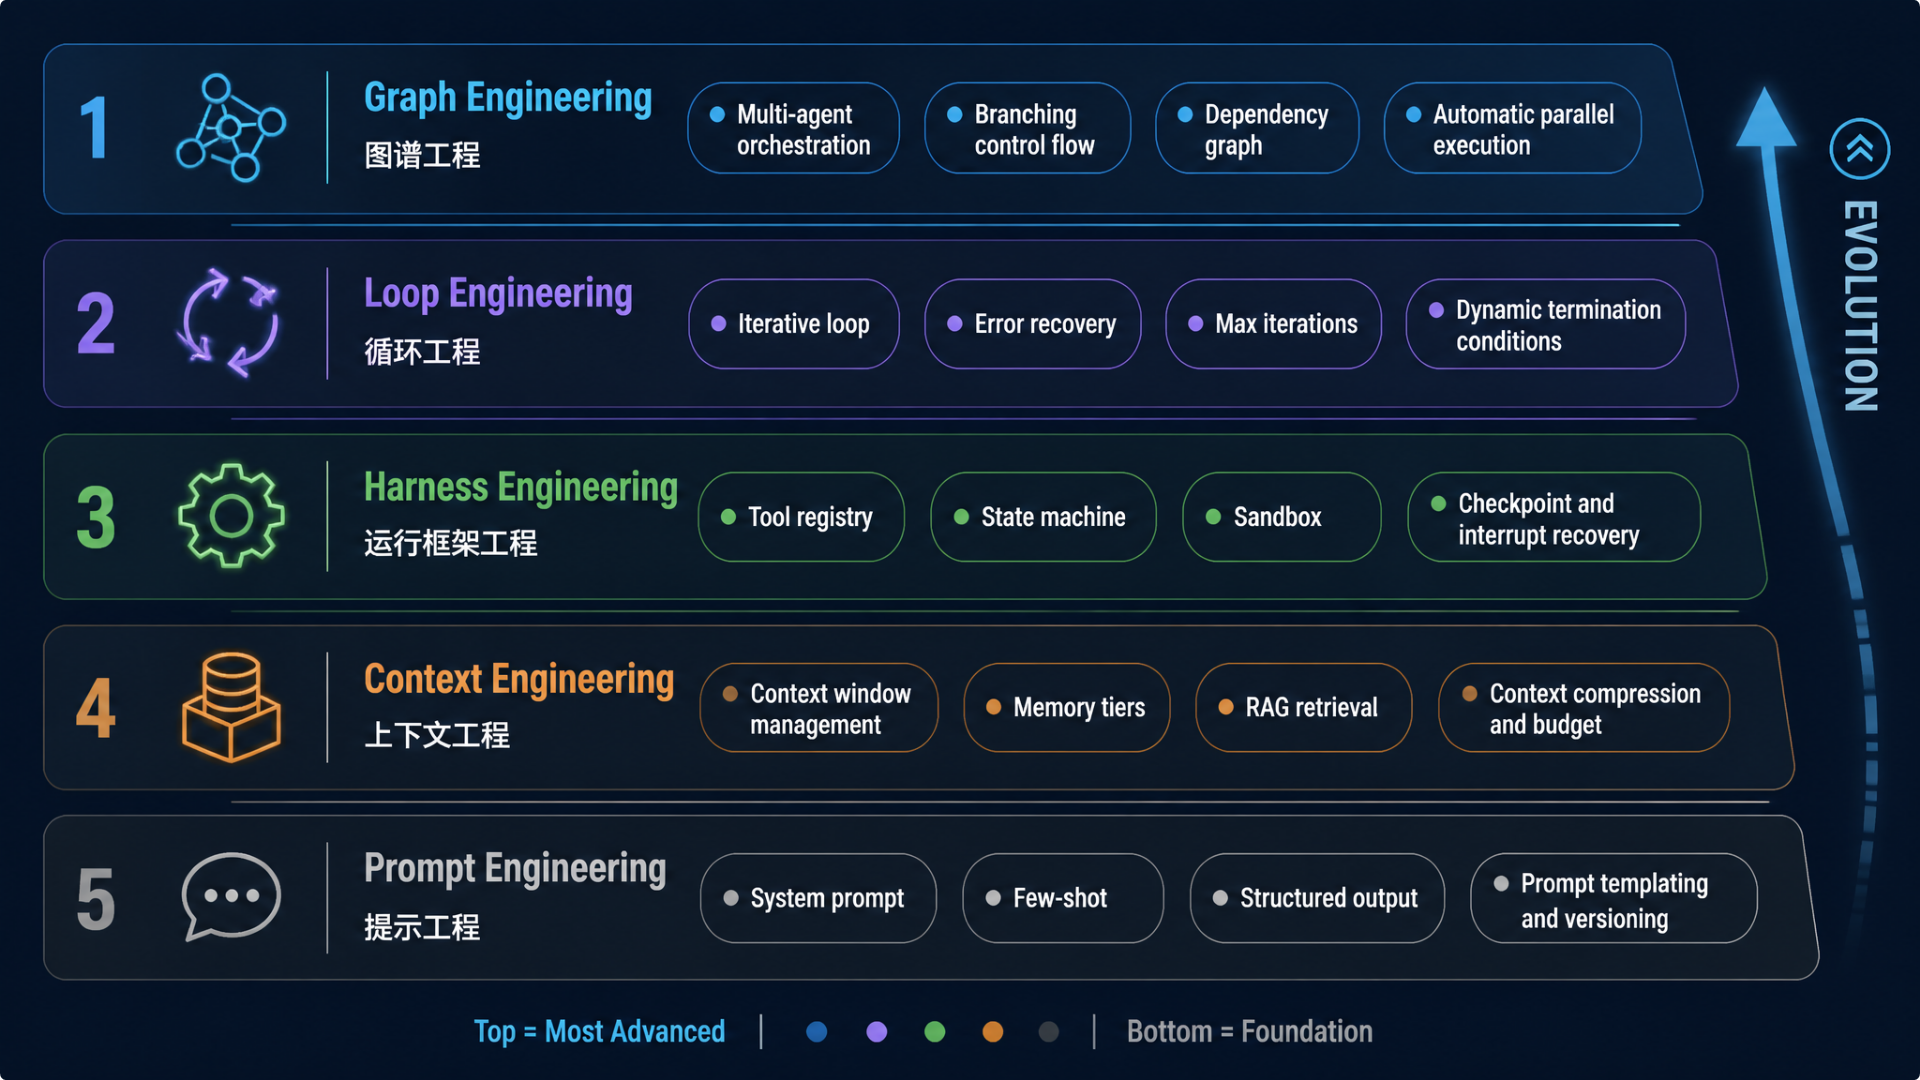 1
Graph Engineering
图谱工程
Multi-agent
orchestration
Branching
control flow
Dependency
graph
Automatic parallel
execution
2
Loop Engineering
循环工程
Iterative loop
Error recovery
Max iterations
Dynamic termination
conditions
3
Harness Engineering
运行框架工程
Tool registry
State machine
Sandbox
Checkpoint and
interrupt recovery
4
Context Engineering
上下文工程
Context window
management
Memory tiers
RAG retrieval
Context compression
and budget
5
Prompt Engineering
提示工程
System prompt
Few-shot
Structured output
Prompt templating
and versioning
EVOLUTION
Top = Most Advanced
Bottom = Foundation